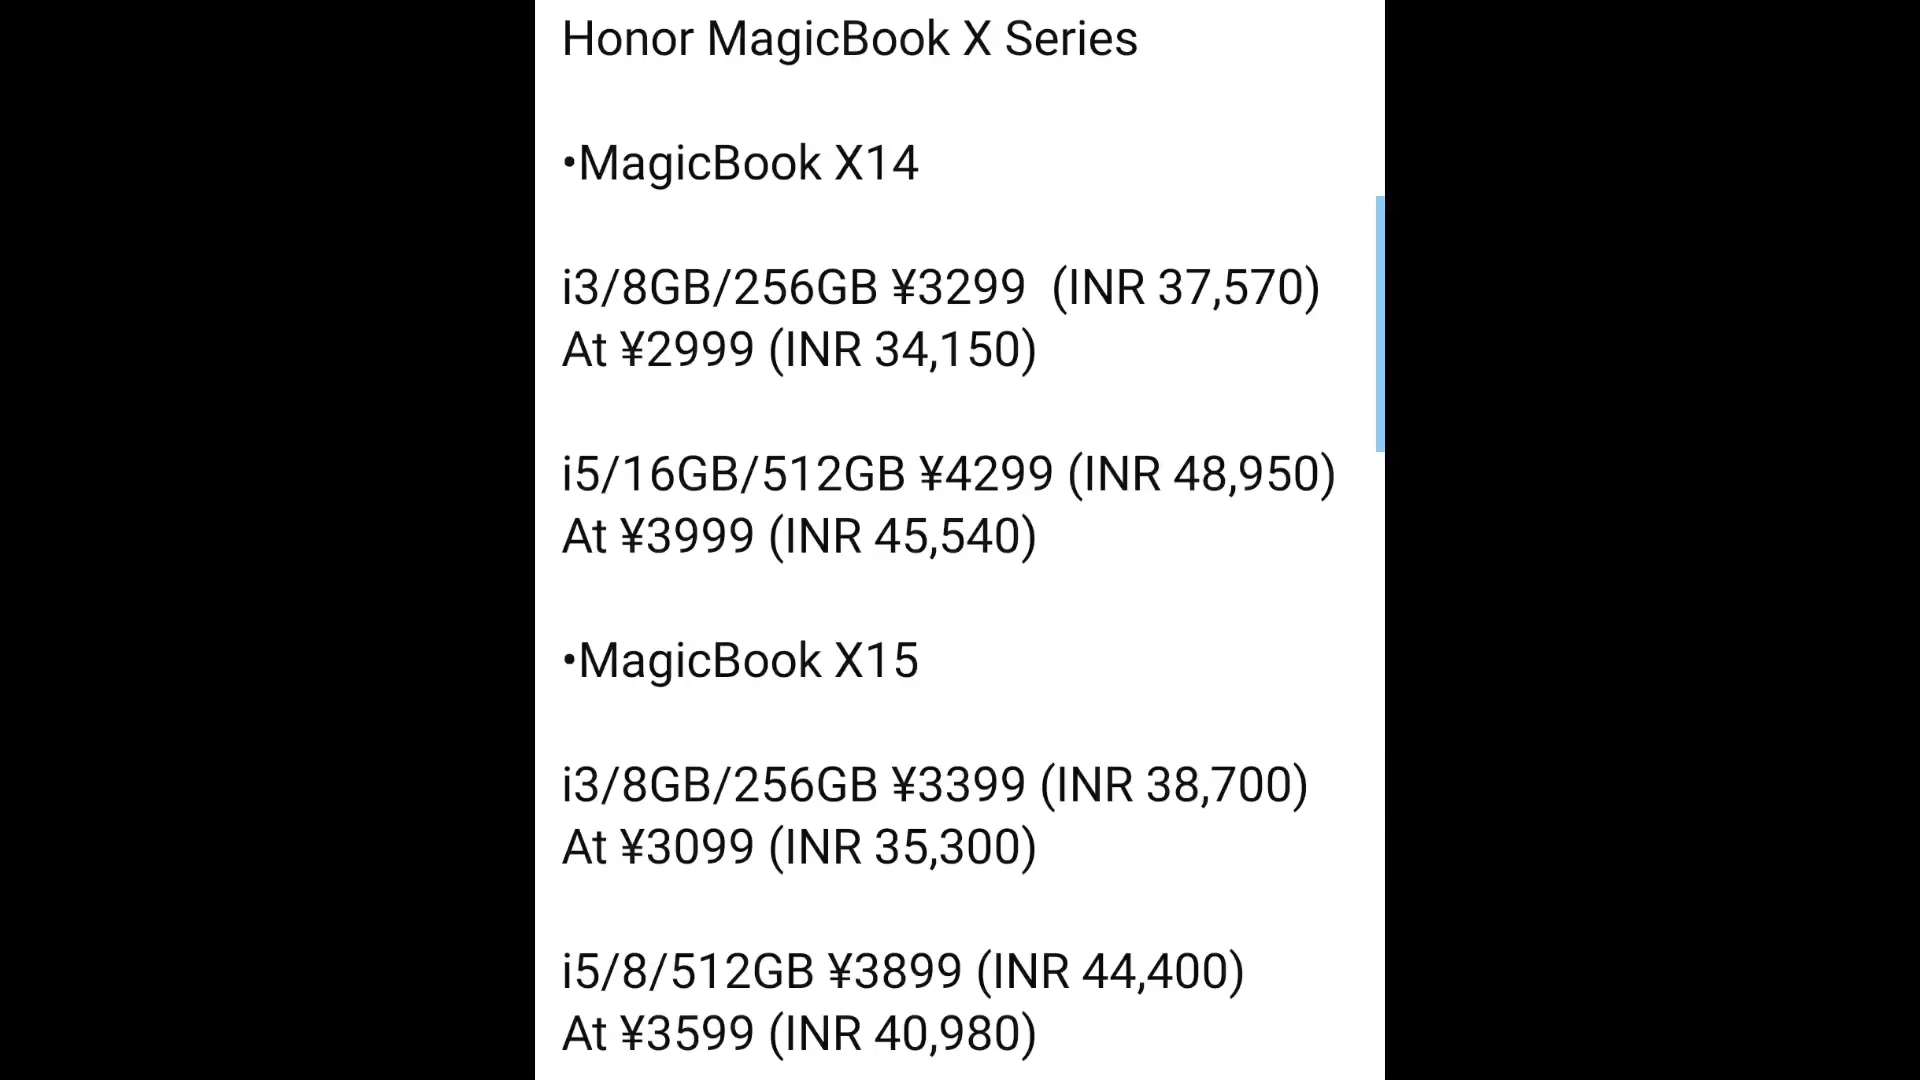 Honor MagicBook X Series
•MagicBook X14
i3/8GB/256GB ¥3299  (INR 37,570)
At ¥2999 (INR 34,150)
i5/16GB/512GB ¥4299 (INR 48,950)
At ¥3999 (INR 45,540)
•MagicBook X15
i3/8GB/256GB ¥3399 (INR 38,700)
At ¥3099 (INR 35,300)
i5/8/512GB ¥3899 (INR 44,400)
At ¥3599 (INR 40,980)